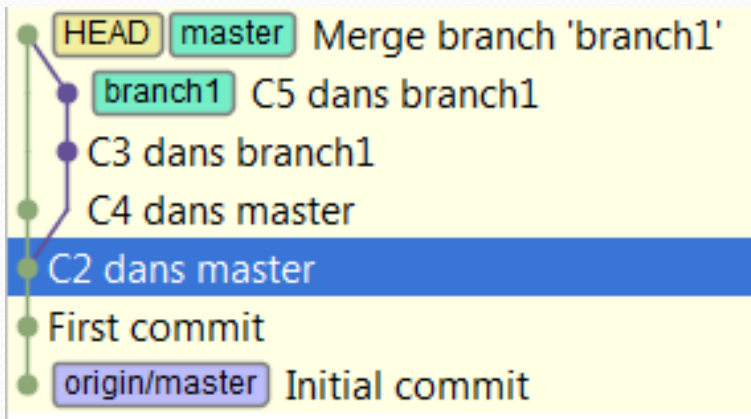 HEAD master Merge branch 'branch1'
branch1 C5 dans branch1
C3 dans branch1
C4 dans master
C2 dans master
First commit
origin/master Initial commit